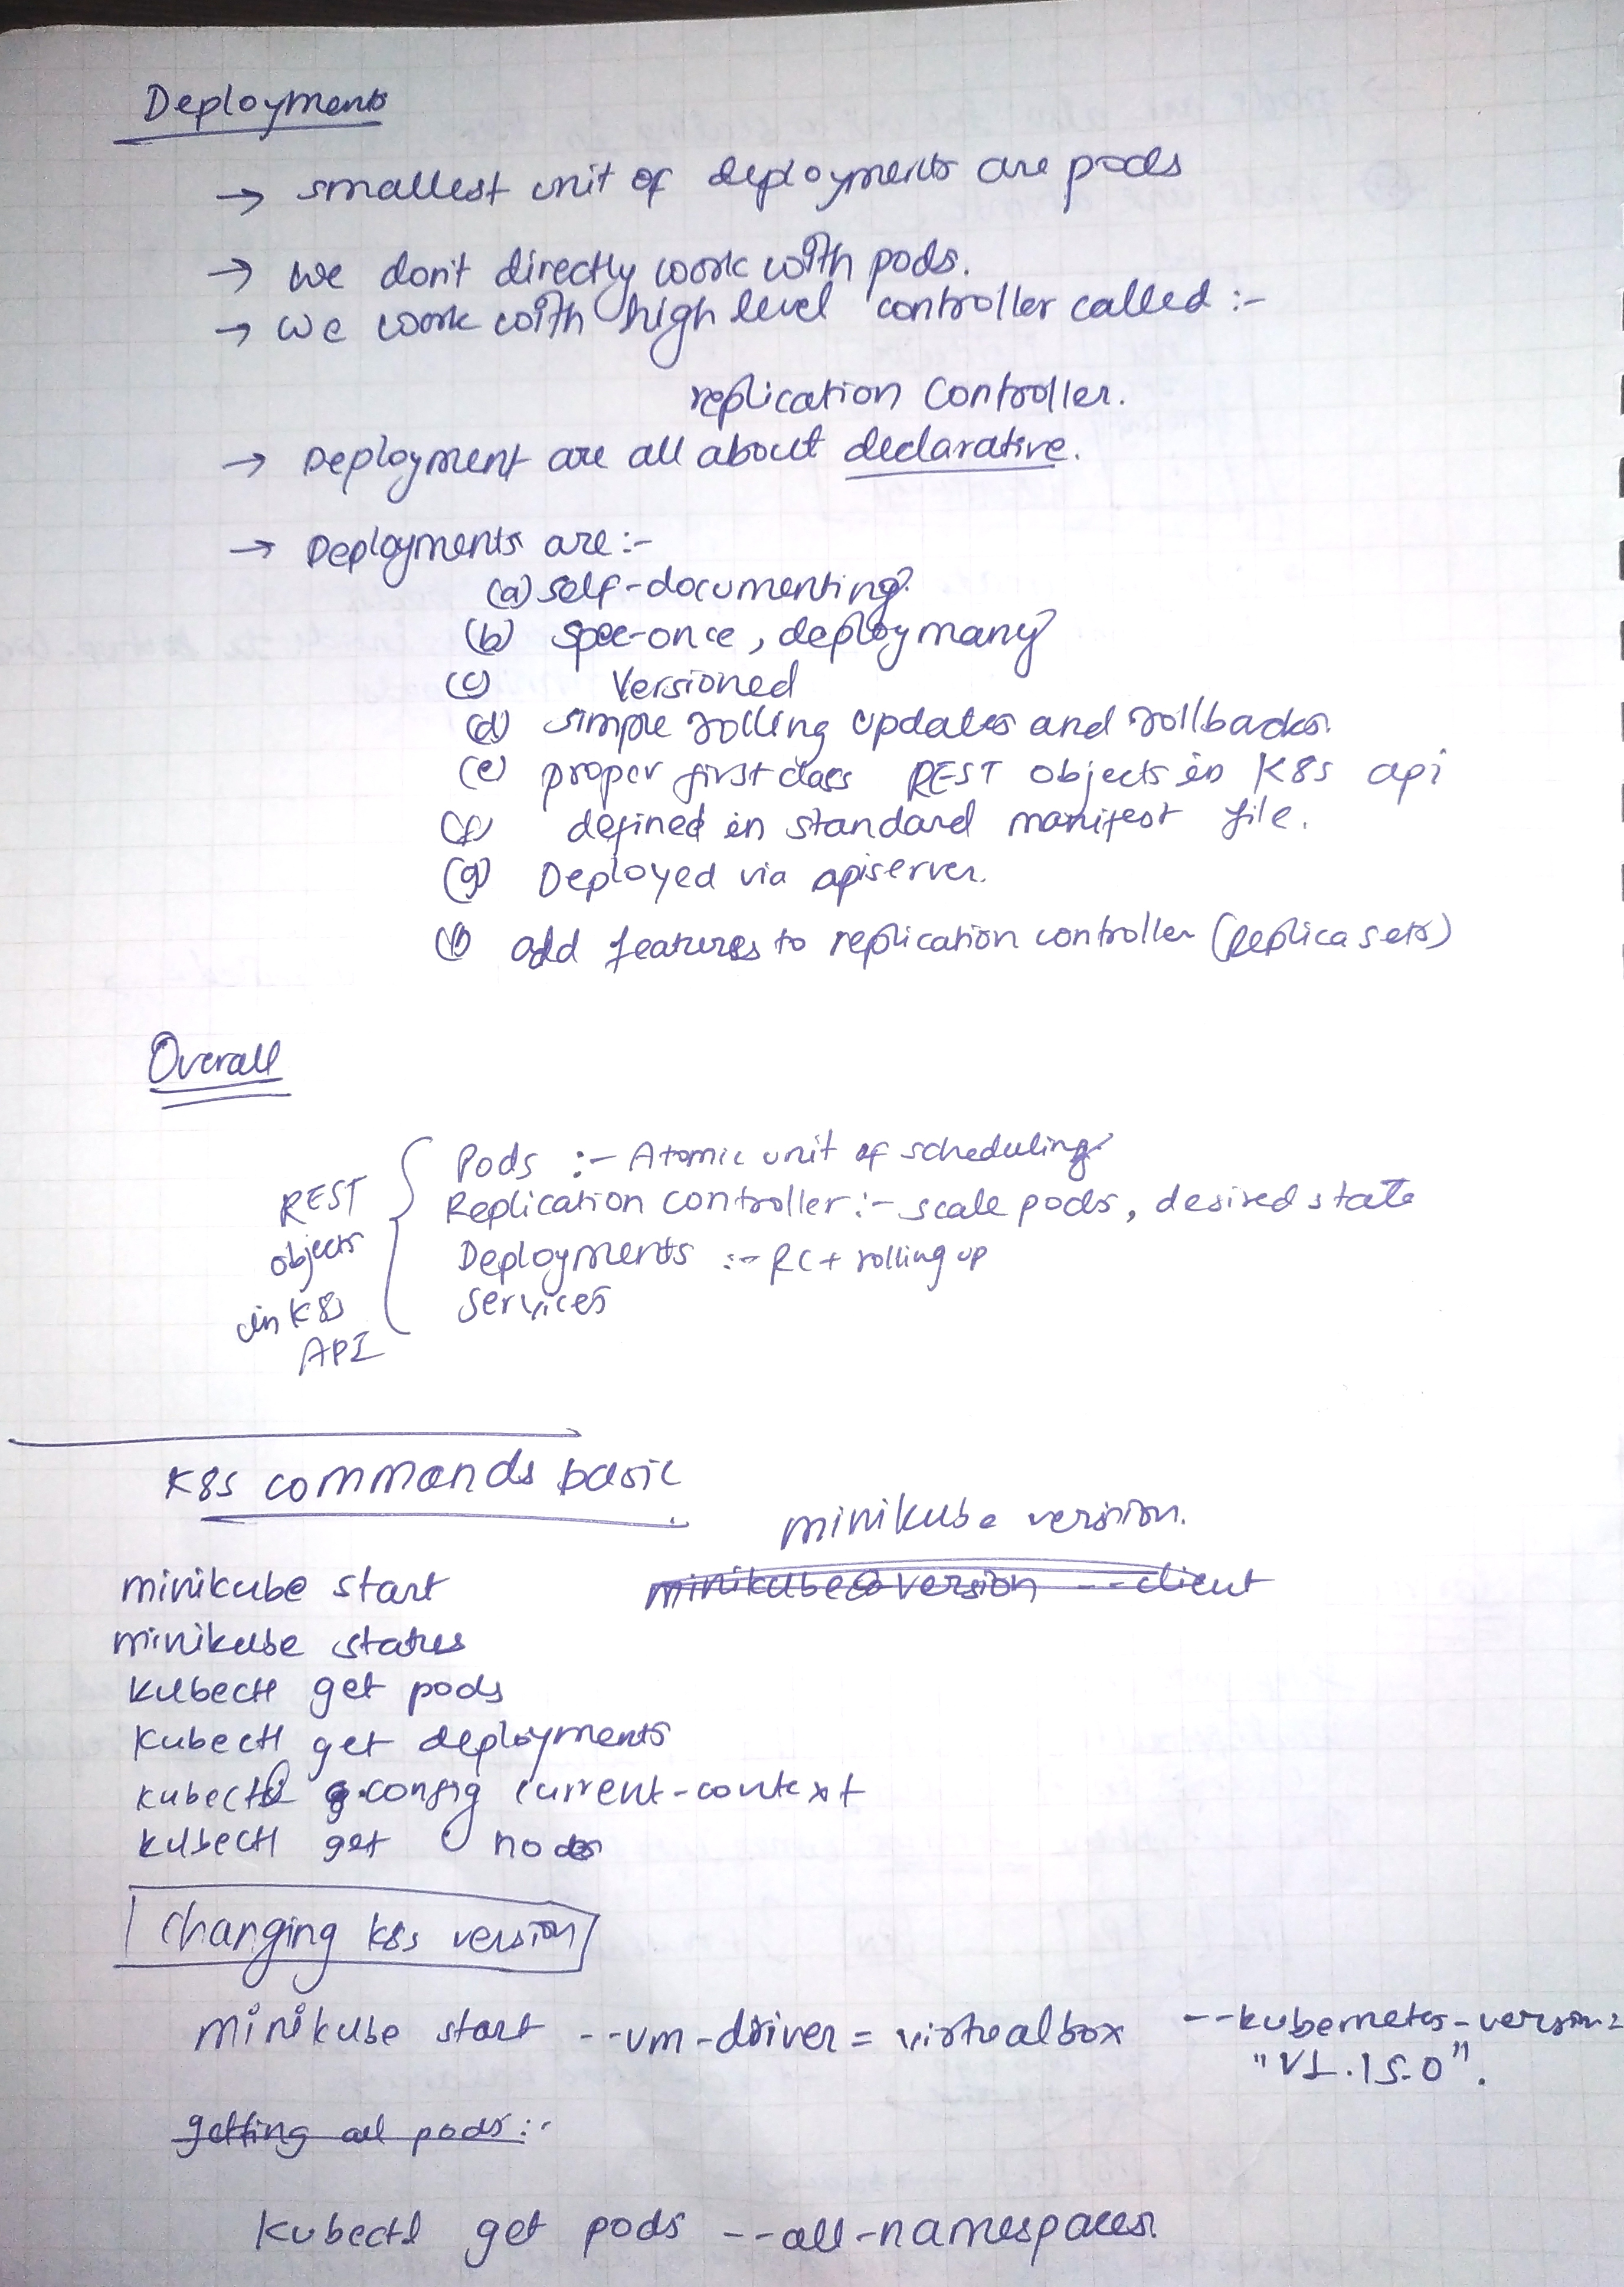 Deployments
→ smallest unit of deployments are pods
→ we don't directly work with pods.
→ we work with high level controller called :-
replication controller.
→ Deployment are all about declarative.
→ Deployments are :-
(a) self-documenting
(b) spec-once, deploy many
(c) Versioned
(d) simple rolling updates and rollbacks.
(e) proper first class REST objects in K8s api
(f) defined in standard manifest file.
(g) Deployed via apiserver.
add features to replication controller (replica sets)
Overall
REST objects in K8s API
Pods :- Atomic unit of scheduling
Replication controller :- scale pods, desired state
Deployments :- RC + rolling up
Services
K8s commands basic
minikube version.
minikube start
minikube version --client
minikube status
kubectl get pods
kubectl get deployments
kubectl config current-context
kubectl get nodes
Changing k8s version
minikube start --vm-driver = virtualbox --kubernetes-version=
"V1.15.0".
getting all pods :-
kubectl get pods --all-namespaces